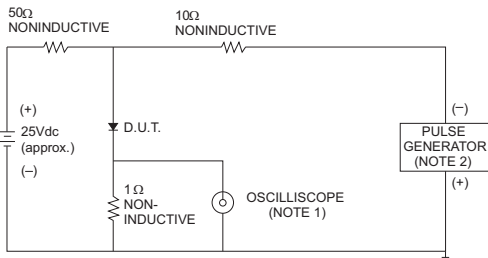 50Ω
NONINDUCTIVE
10Ω
NONINDUCTIVE
(+)
25Vdc
(approx.)
(–)
D.U.T.
1Ω
NON-
INDUCTIVE
OSCILLISCOPE
(NOTE 1)
(–)
PULSE
GENERATOR
(NOTE 2)
(+)